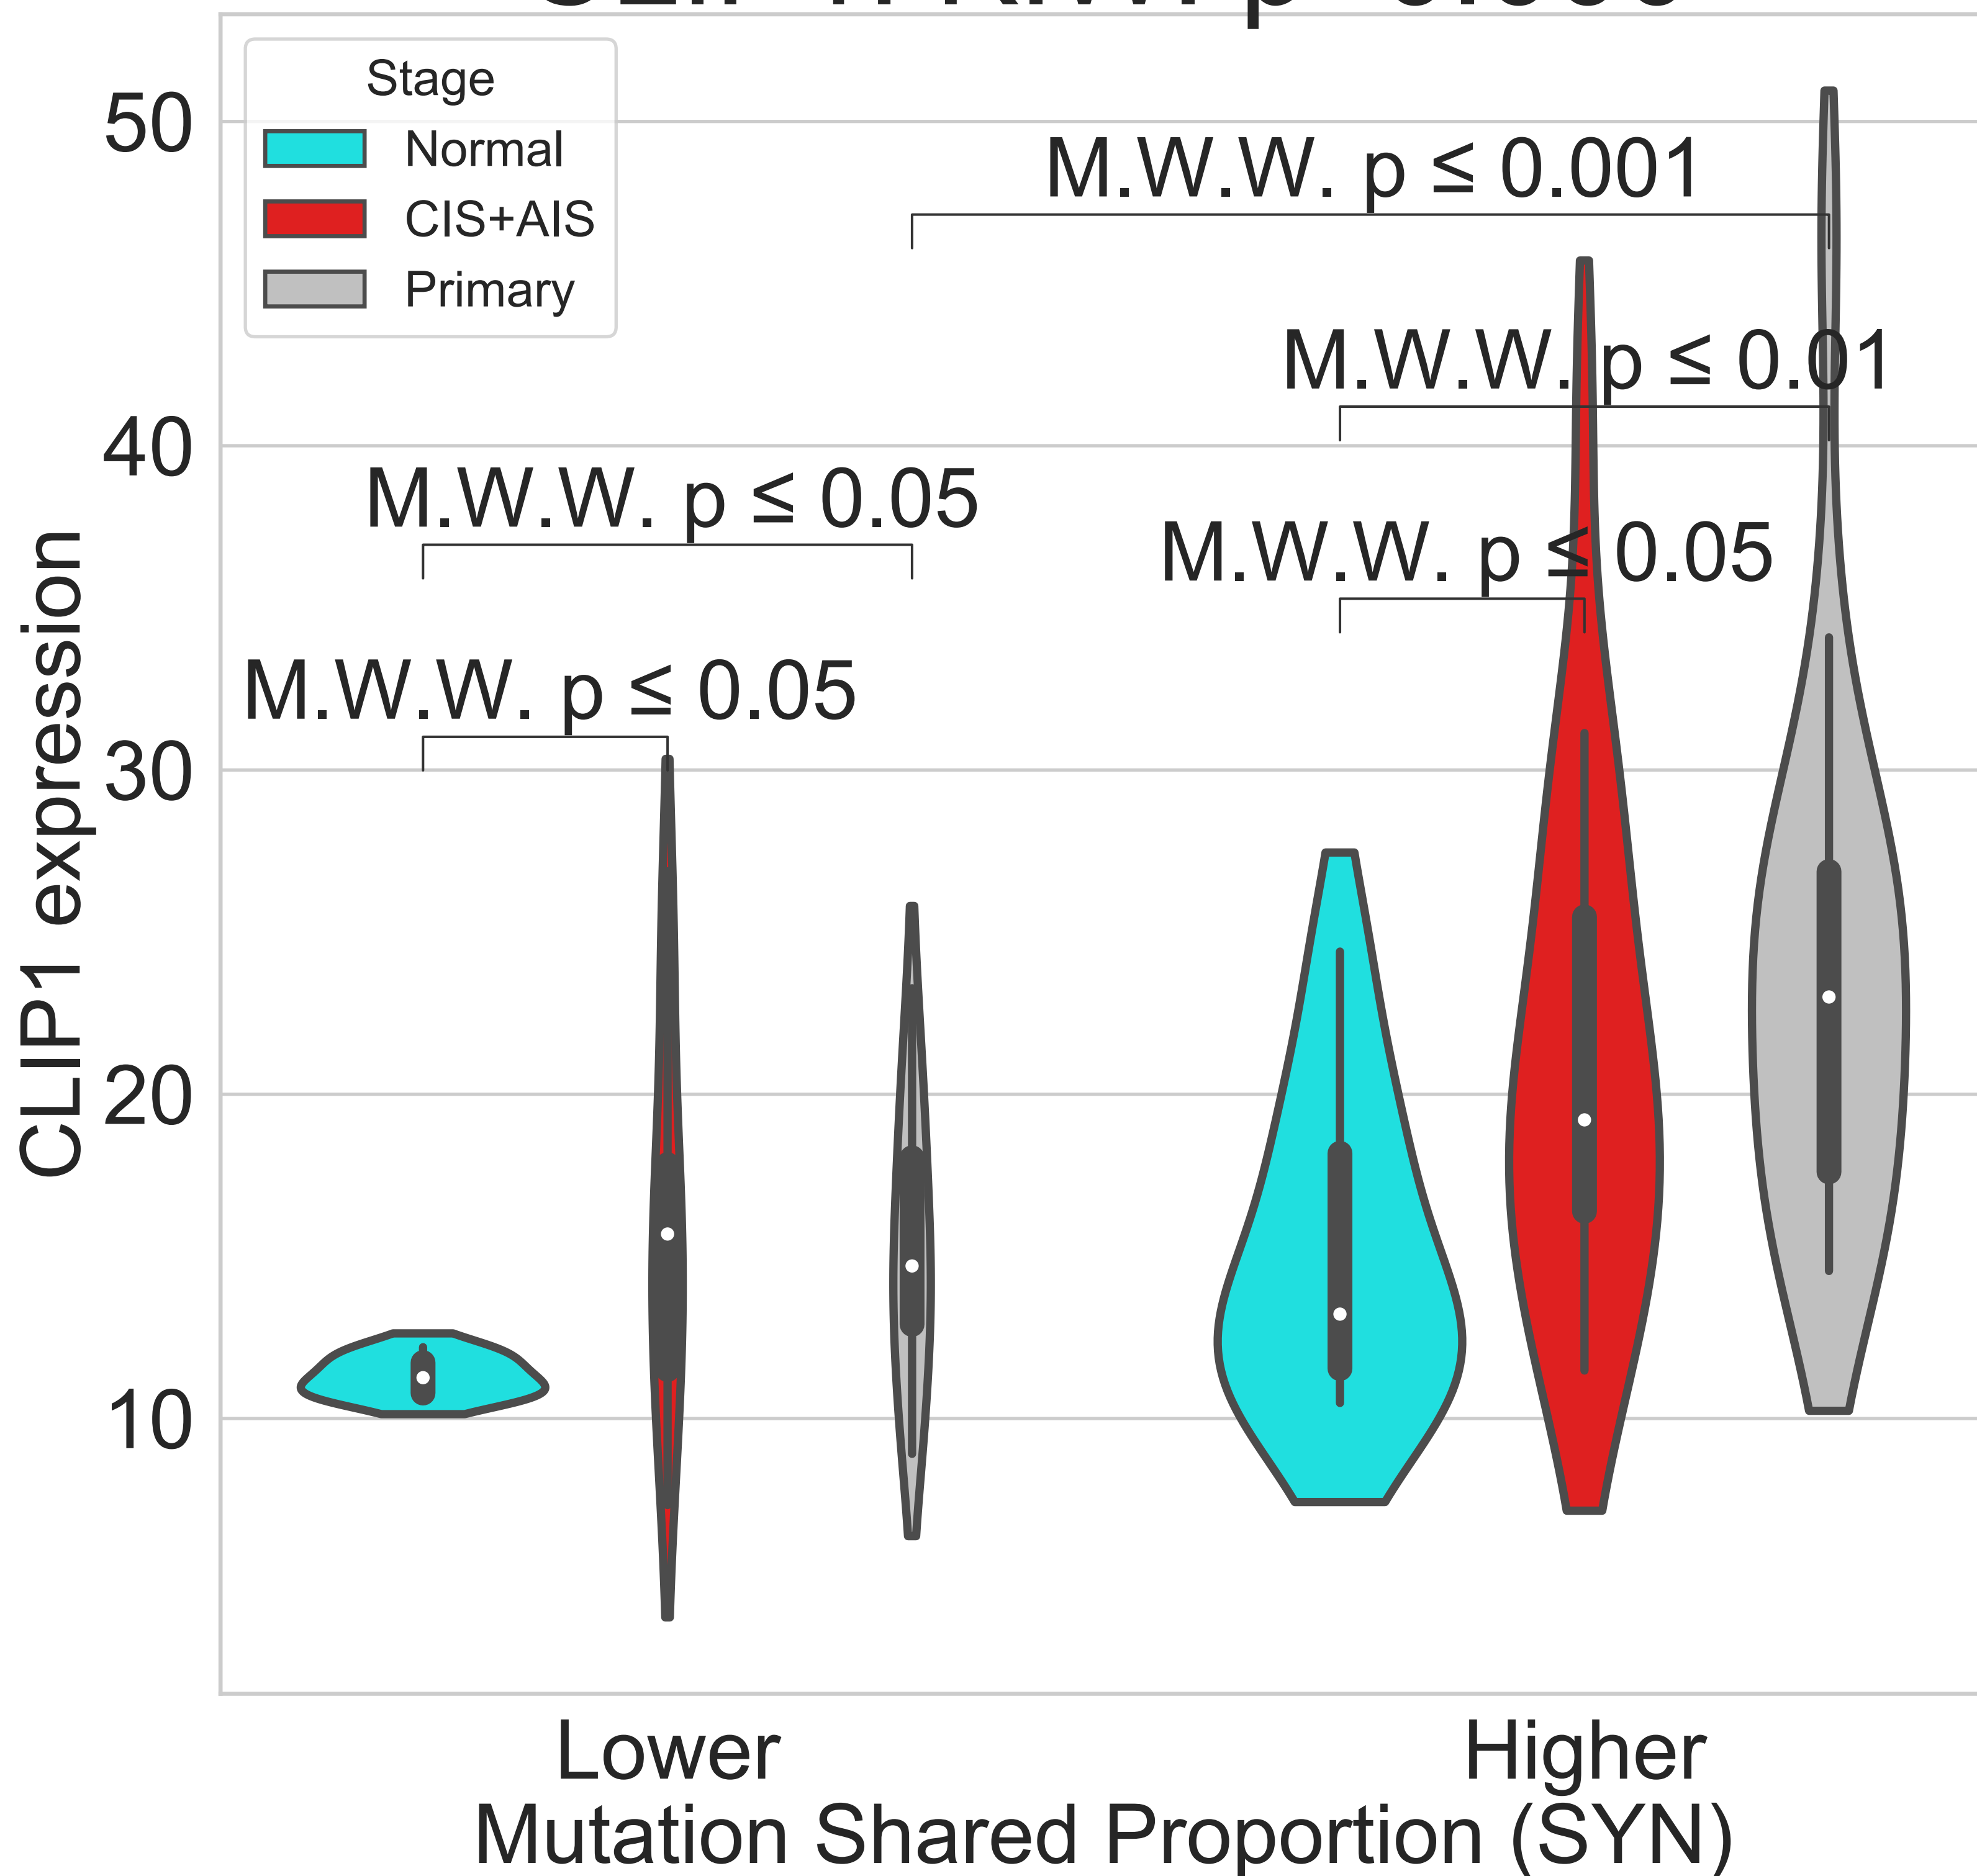 Stage
Normal
CIS+AIS
Primary
50
40
30
20
10
CLIP1 expression
M.W.W. p ≤ 0.001
M.W.W. p ≤ 0.01
M.W.W. p ≤ 0.05
M.W.W. p ≤ 0.05
M.W.W. p ≤ 0.05
Lower
Higher
Mutation Shared Proportion (SYN)